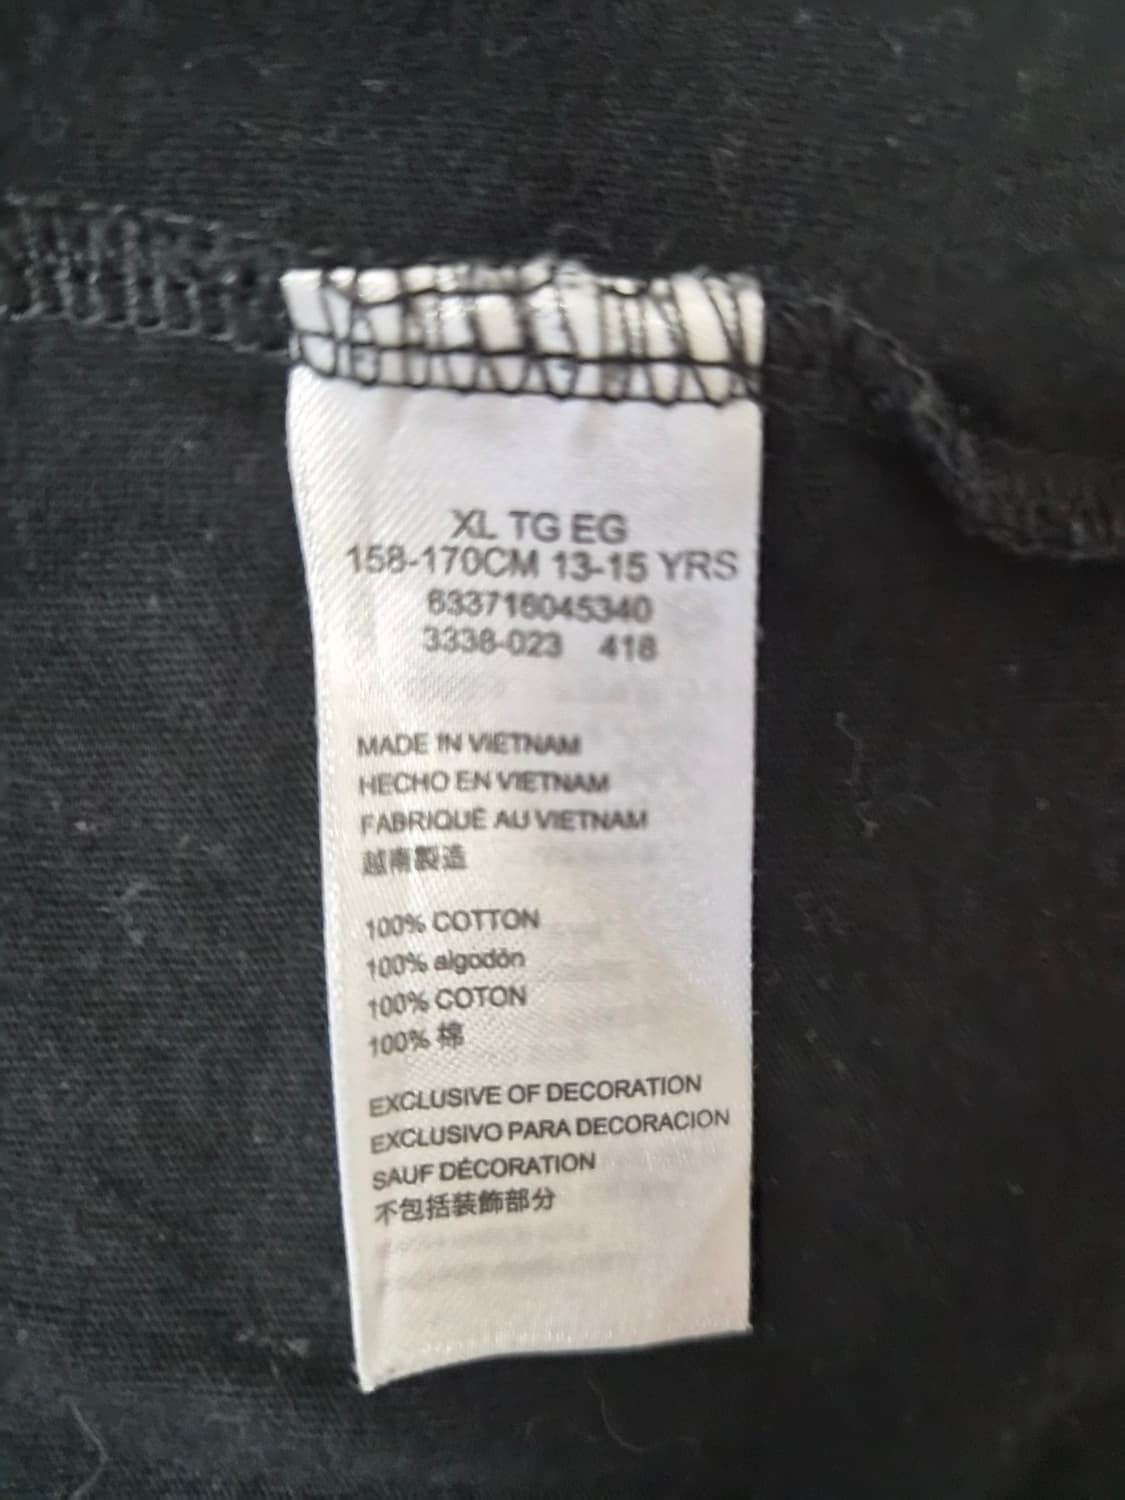 XL TG EG
158-170CM 13-15 YRS
633716045340
3338-023 418
MADE IN VIETNAM
HECHO EN VIETNAM
FABRIQUÉ AU VIETNAM
越南製造
100% COTTON
100% algodón
100% COTON
100% 棉
EXCLUSIVE OF DECORATION
EXCLUSIVO PARA DECORACION
SAUF DÉCORATION
不包括装飾部分